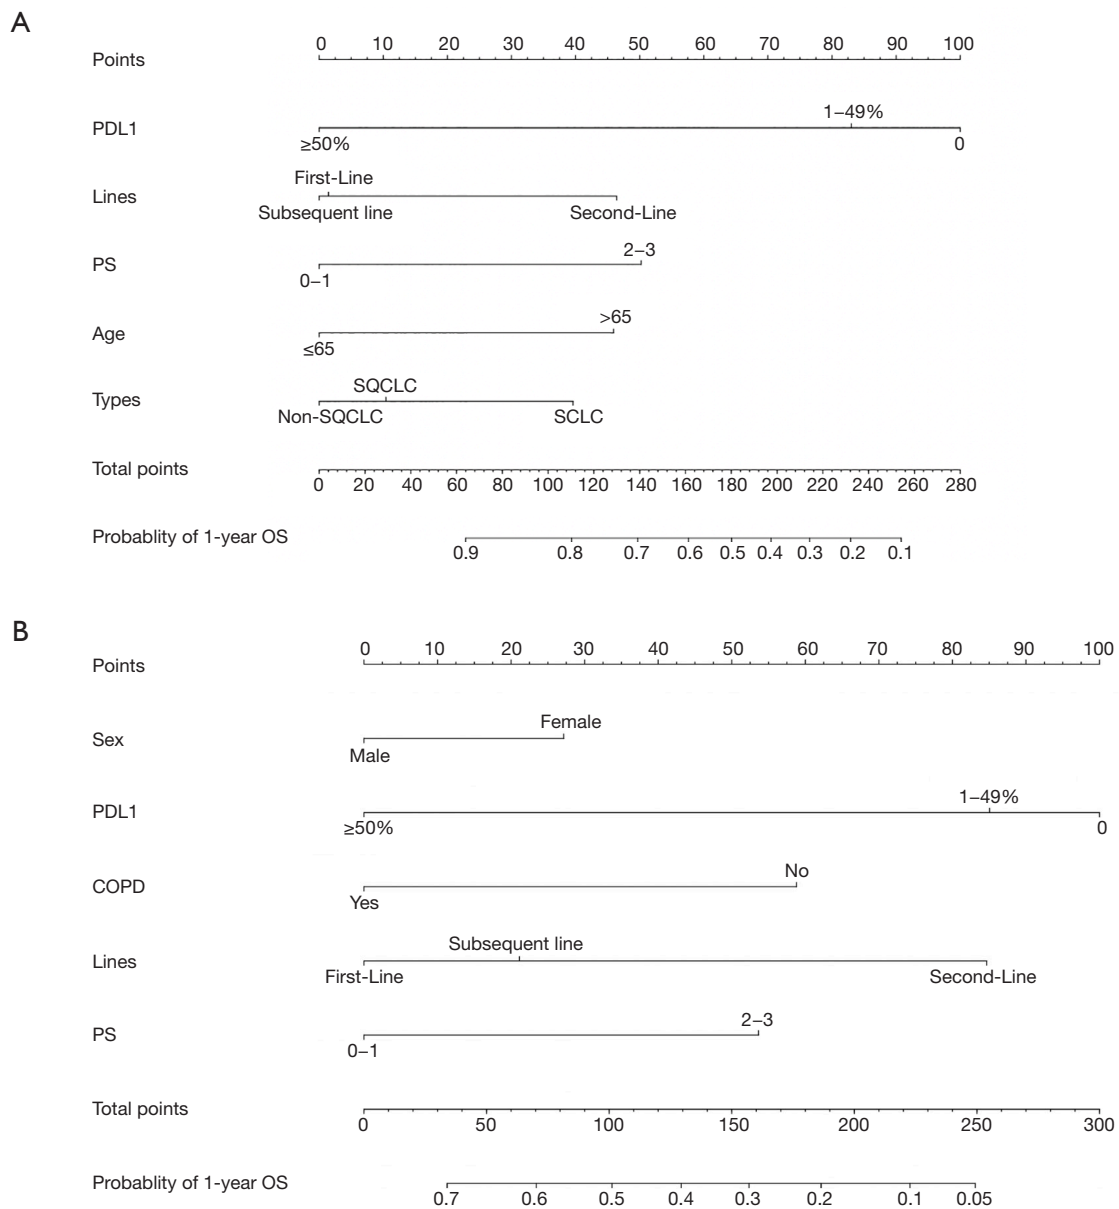 A
Points 0 10 20 30 40 50 60 70 80 90 100
1–49%
PDL1
≥50% 0
First-Line
Lines
Subsequent line Second-Line
2–3
PS
0–1
>65
Age
≤65
SQCLC
Types
Non-SQCLC SCLC
Total points
0 20 40 60 80 100 120 140 160 180 200 220 240 260 280
Probablity of 1-year OS
0.9 0.8 0.7 0.6 0.5 0.4 0.3 0.2 0.1
B
Points 0 10 20 30 40 50 60 70 80 90 100
Female
Sex
Male
1–49%
PDL1
≥50% 0
No
COPD
Yes
Subsequent line
Lines
First-Line Second-Line
2–3
PS
0–1
Total points
0 50 100 150 200 250 300
Probablity of 1-year OS
0.7 0.6 0.5 0.4 0.3 0.2 0.1 0.05